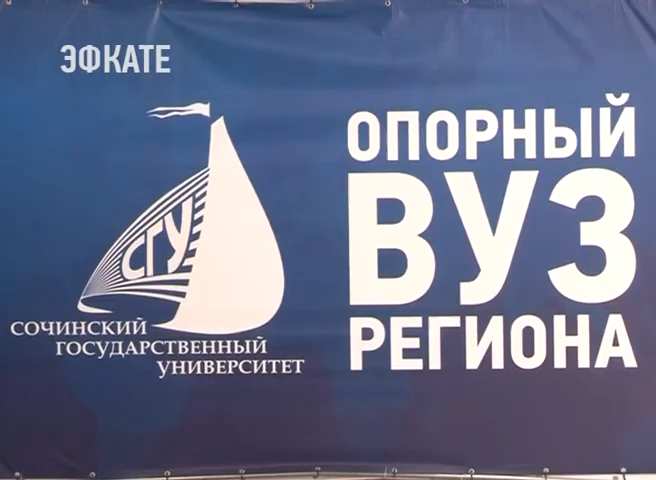 ЭФКАТЕ
СГУ
СОЧИНСКИЙ
ГОСУДАРСТВЕННЫЙ
УНИВЕРСИТЕТ
ОПОРНЫЙ
ВУЗ
РЕГИОНА